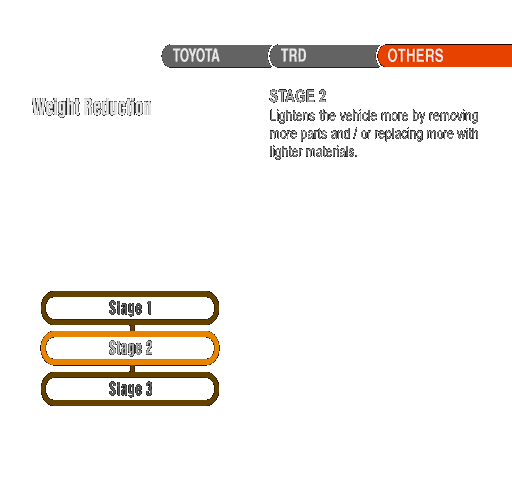 TOYOTA TRD OTHERS
Weight Reduction
STAGE 2
Lightens the vehicle more by removing
more parts and / or replacing more with
lighter materials.
Stage 1
Stage 2
Stage 3